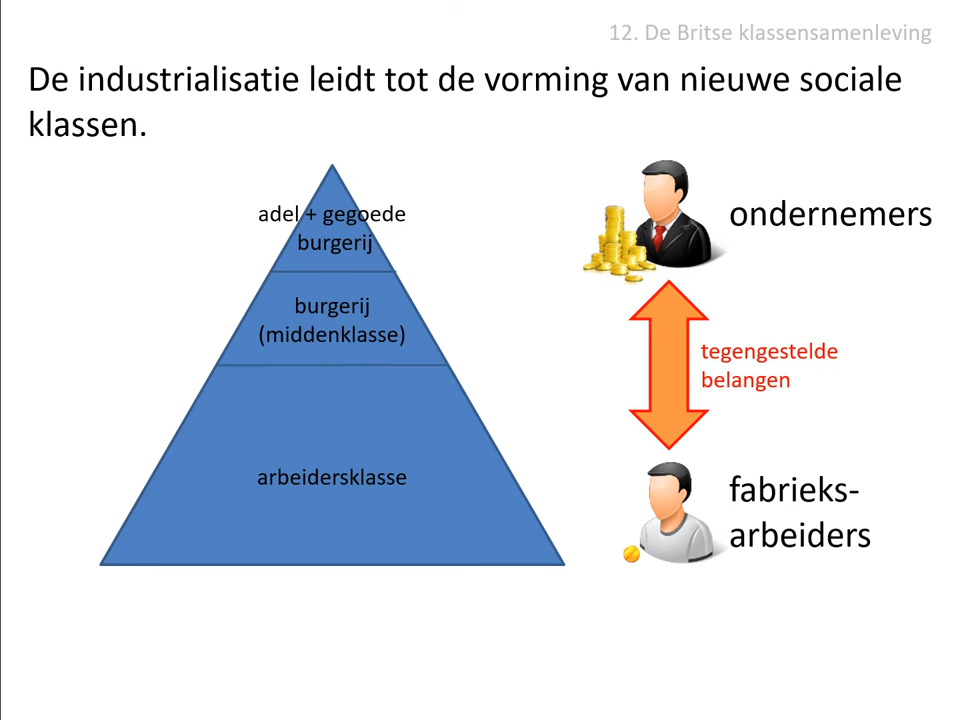 12. De Britse klassensamenleving
De industrialisatie leidt tot de vorming van nieuwe sociale
klassen.
adel + gegoede
burgerij
burgerij
(middenklasse)
arbeidersklasse
ondernemers
tegengestelde
belangen
fabrieks-
arbeiders